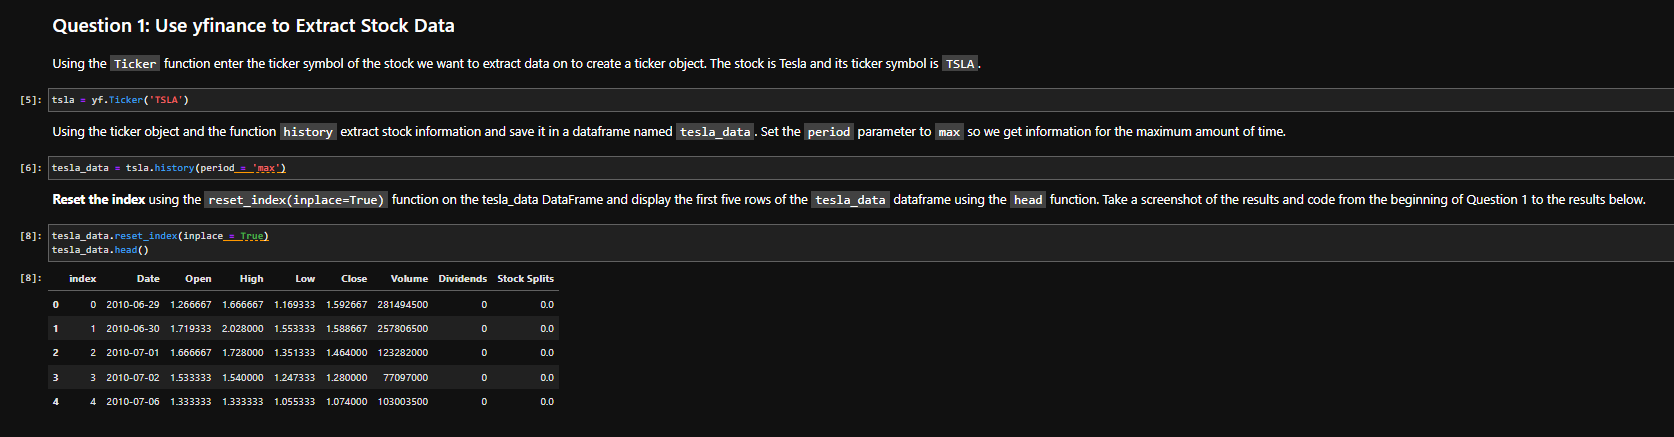 Question 1: Use yfinance to Extract Stock Data
Using the Ticker function enter the ticker symbol of the stock we want to extract data on to create a ticker object. The stock is Tesla and its ticker symbol is TSLA.
[5]: tsla = yf.Ticker('TSLA')
Using the ticker object and the function history extract stock information and save it in a dataframe named tesla_data. Set the period parameter to max so we get information for the maximum amount of time.
[6]: tesla_data = tsla.history(period = 'max')
Reset the index using the reset_index(inplace=True) function on the tesla_data DataFrame and display the first five rows of the tesla_data dataframe using the head function. Take a screenshot of the results and code from the beginning of Question 1 to the results below.
[8]: tesla_data.reset_index(inplace = True)
tesla_data.head()
[8]: index Date Open High Low Close Volume Dividends Stock Splits
0 0 2010-06-29 1.266667 1.666667 1.169333 1.592667 281494500 0 0.0
1 1 2010-06-30 1.719333 2.028000 1.553333 1.588667 257806500 0 0.0
2 2 2010-07-01 1.666667 1.728000 1.351333 1.464000 123282000 0 0.0
3 3 2010-07-02 1.533333 1.540000 1.247333 1.280000 77097000 0 0.0
4 4 2010-07-06 1.333333 1.333333 1.055333 1.074000 103003500 0 0.0